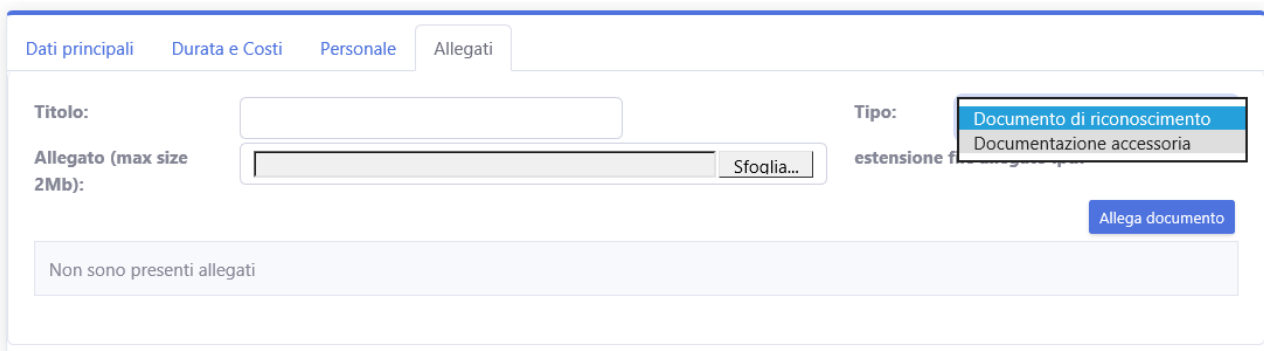 Dati principali Durata e Costi Personale Allegati
Titolo: Tipo: Documento di riconoscimento
Documentazione accessoria
Allegato (max size Sfoglia... estensione
2Mb):
Allega documento
Non sono presenti allegati